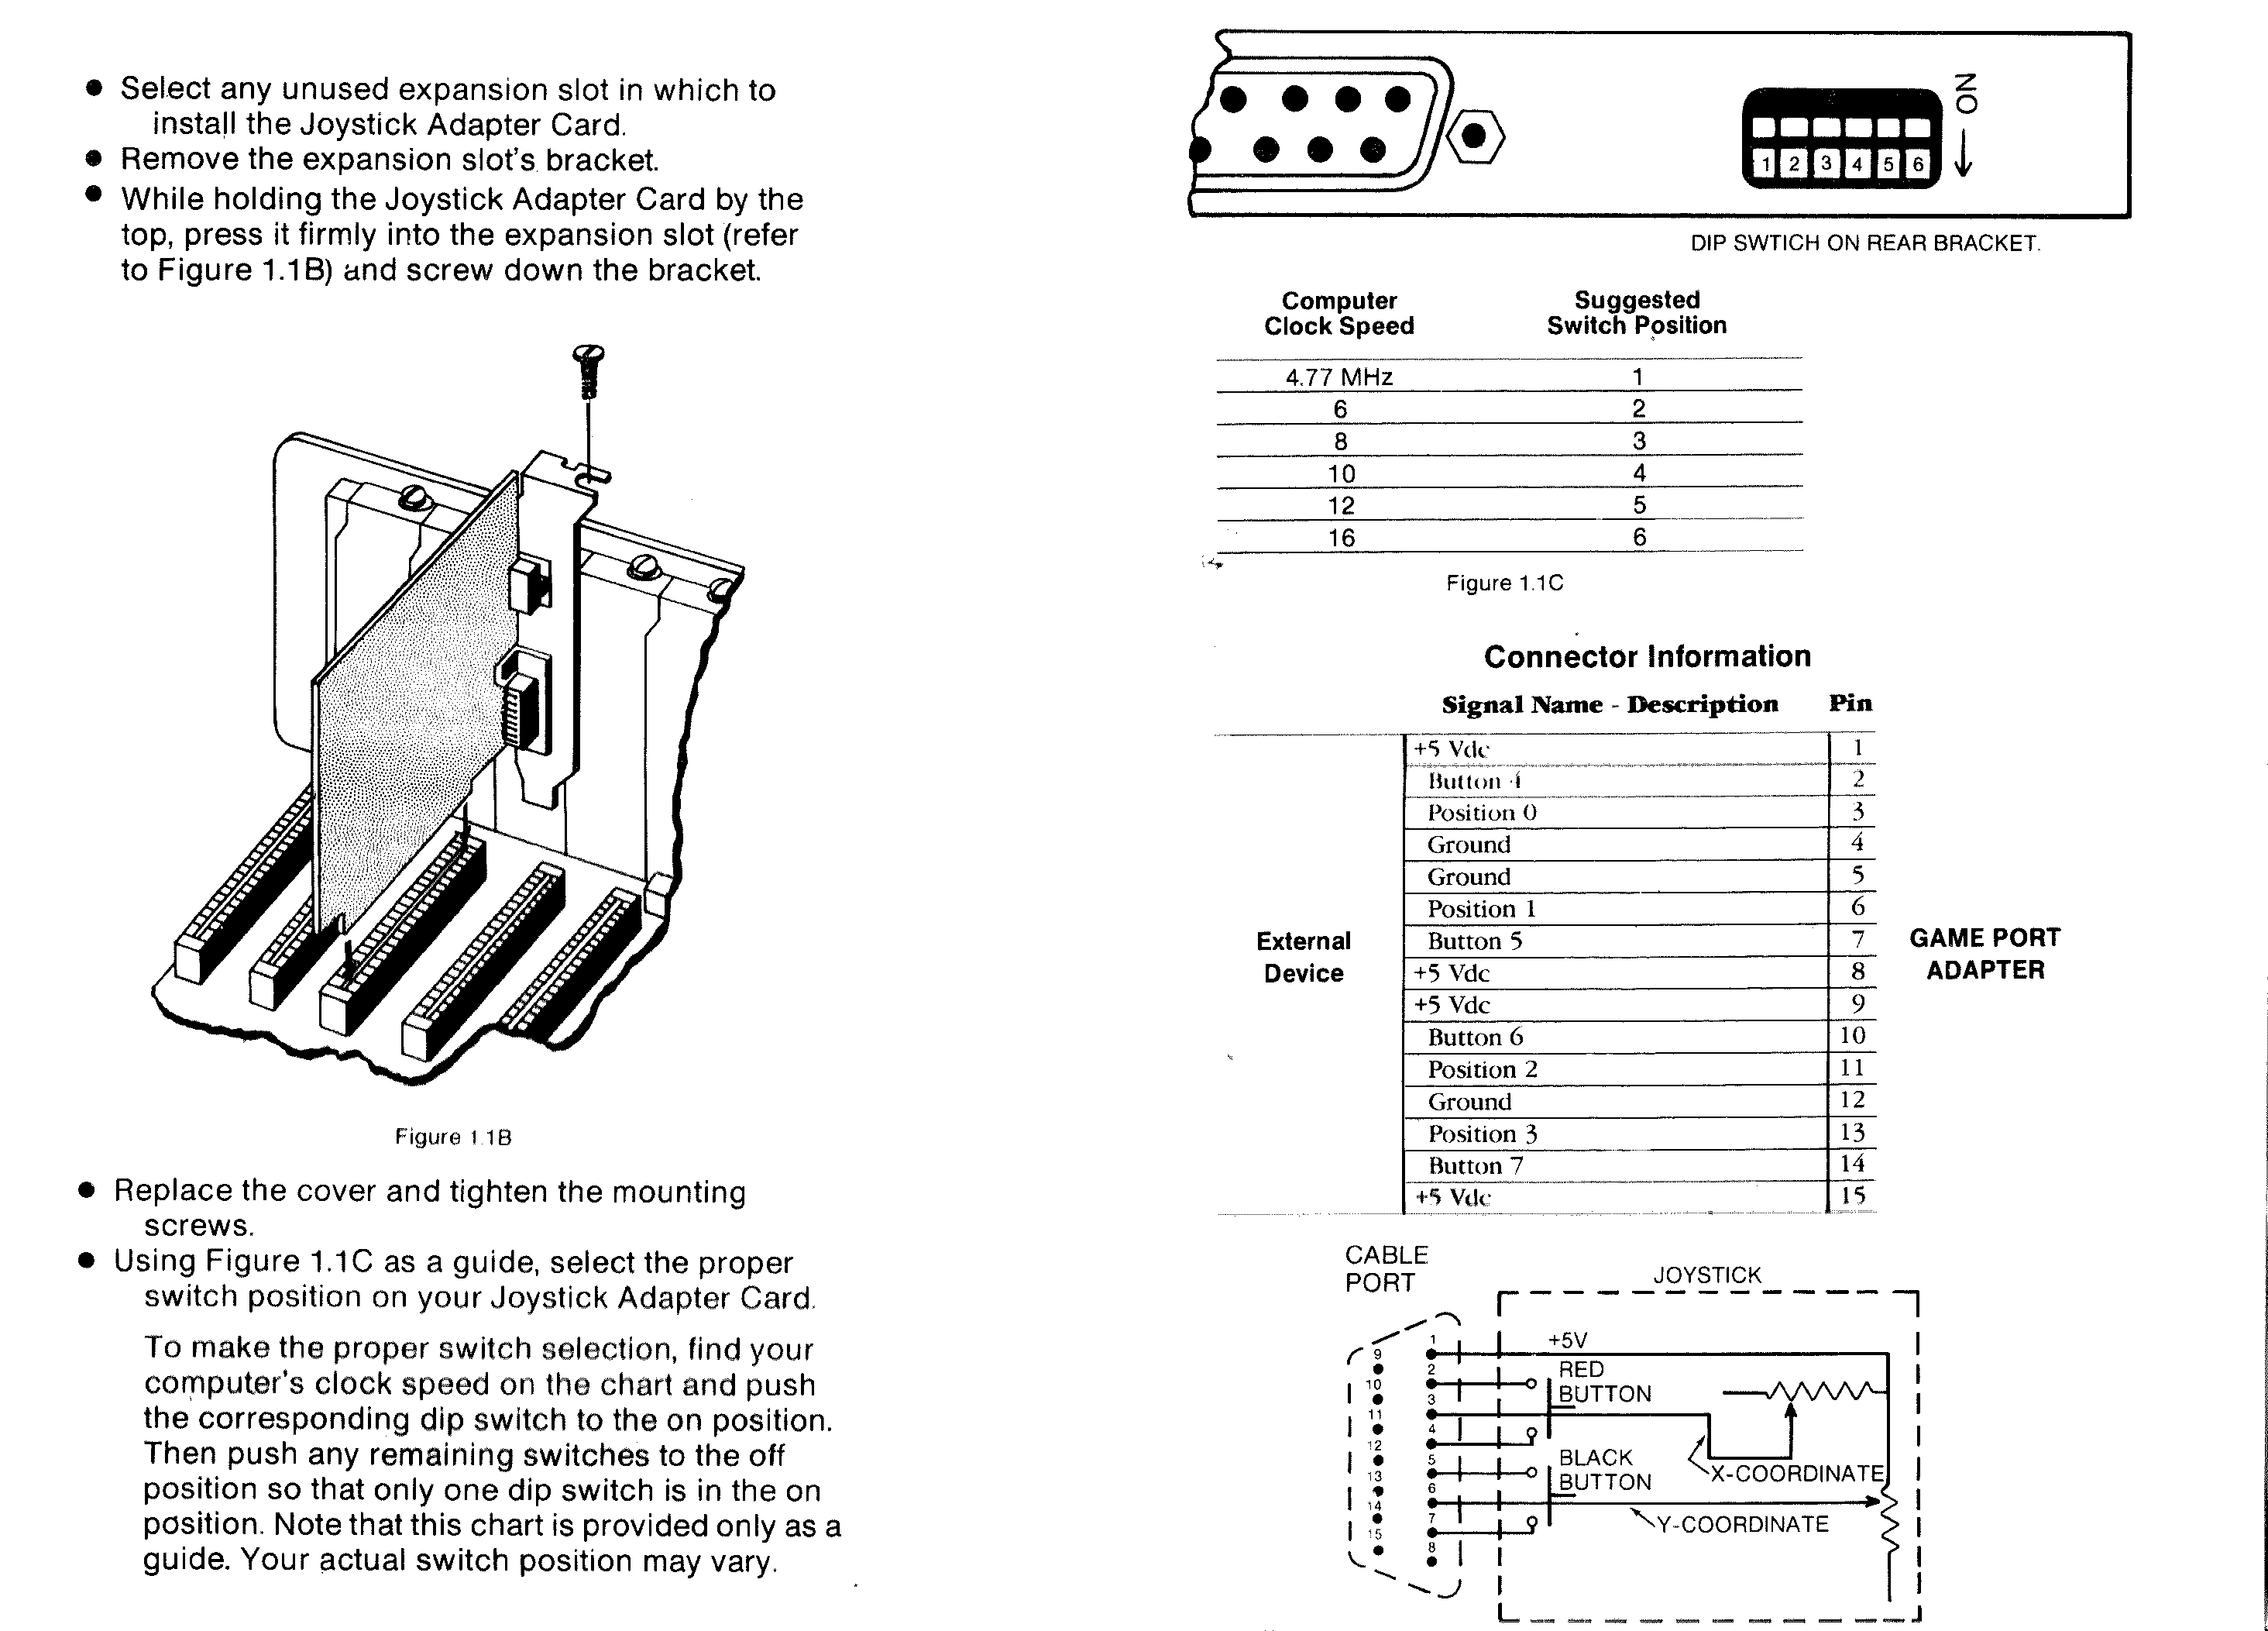 ● Select any unused expansion slot in which to
install the Joystick Adapter Card.
● Remove the expansion slot's bracket.
● While holding the Joystick Adapter Card by the
top, press it firmly into the expansion slot (refer
to Figure 1.1B) and screw down the bracket.
Figure 1.1B
● Replace the cover and tighten the mounting
screws.
● Using Figure 1.1C as a guide, select the proper
switch position on your Joystick Adapter Card.
To make the proper switch selection, find your
computer's clock speed on the chart and push
the corresponding dip switch to the on position.
Then push any remaining switches to the off
position so that only one dip switch is in the on
position. Note that this chart is provided only as a
guide. Your actual switch position may vary.
ON
1 2 3 4 5 6
DIP SWTICH ON REAR BRACKET.
Computer Suggested
Clock Speed Switch Position
4.77 MHz 1
6 2
8 3
10 4
12 5
16 6
Figure 1.1C
Connector Information
Signal Name - Description Pin
+5 Vdc 1
Button 4 2
Position 0 3
Ground 4
Ground 5
Position 1 6
Button 5 7
+5 Vdc 8
+5 Vdc 9
Button 6 10
Position 2 11
Ground 12
Position 3 13
Button 7 14
+5 Vdc 15
External
Device
GAME PORT
ADAPTER
CABLE
PORT
JOYSTICK
1
9
2
10
3
11
4
12
5
13
6
14
7
15
8
+5V
RED
BUTTON
BLACK
BUTTON
X-COORDINATE
Y-COORDINATE